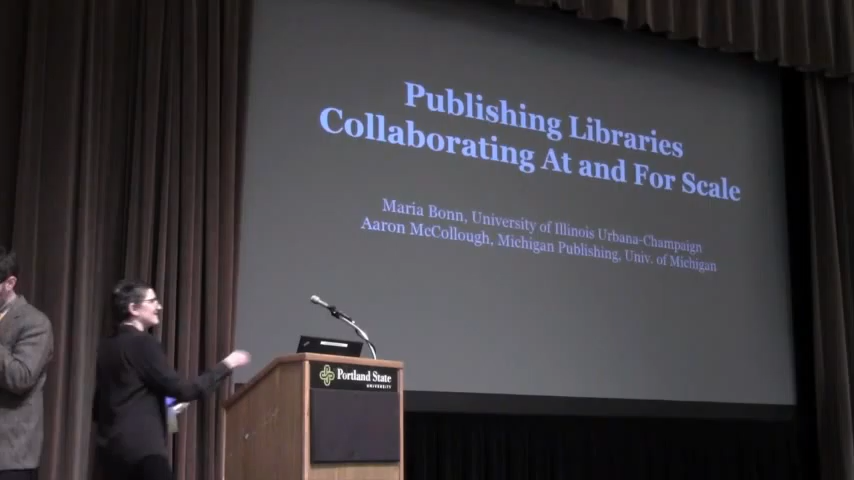 Publishing Libraries
Collaborating At and For Scale
Maria Bonn, University of Illinois Urbana-Champaign
Aaron McCollough, Michigan Publishing, Univ. of Michigan
Portland State
UNIVERSITY